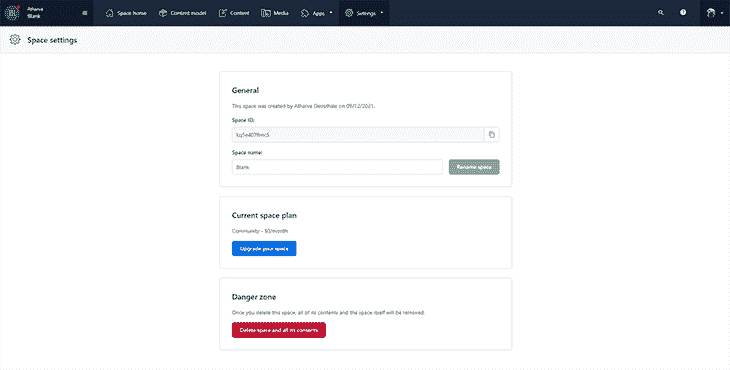 Atharva
Blank
Space home
Content model
Content
Media
Apps
Settings
Space settings
General
This space was created by Atharva Deosthale on 09/12/2021.
Space ID:
Space name:
Blank
Rename space
Current space plan
Community - $0/month
Upgrade your space
Danger zone
Once you delete this space, all of its contents and the space itself will be removed.
Delete space and all its contents